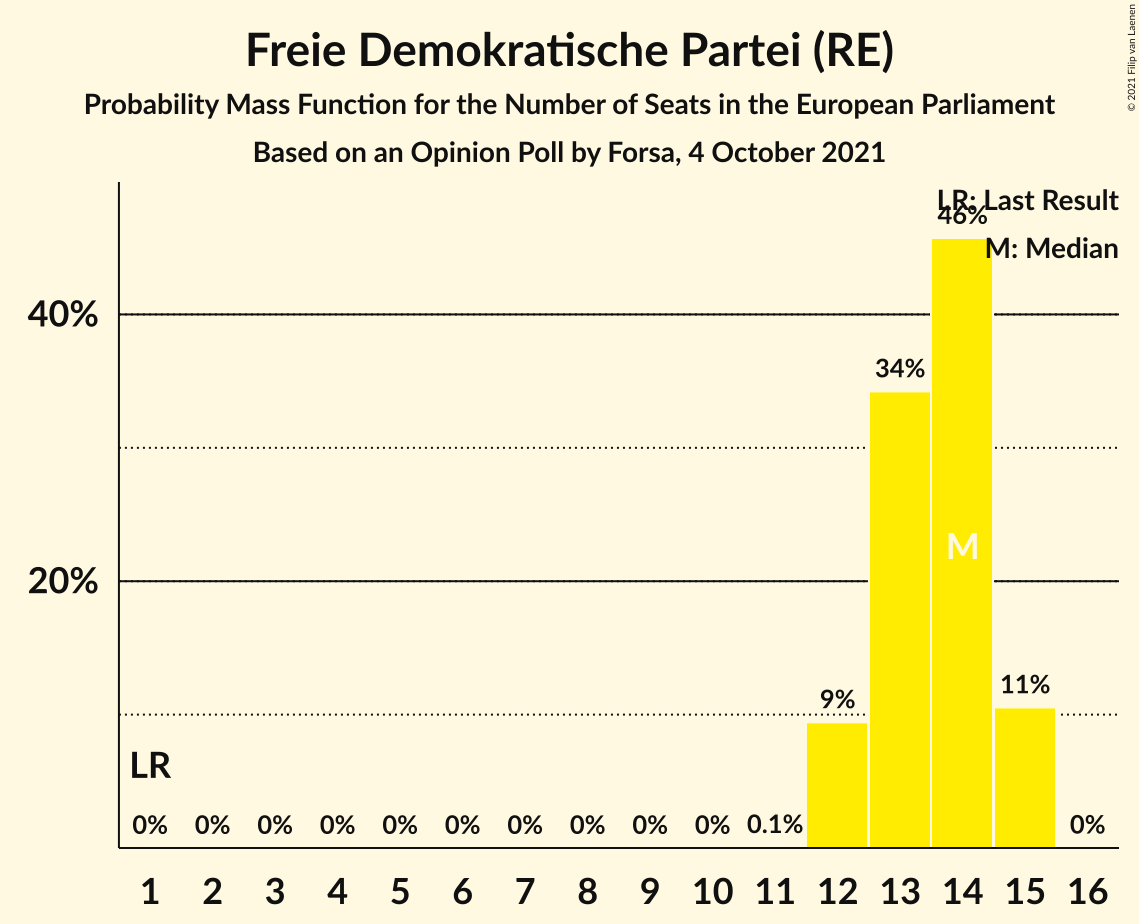 Freie Demokratische Partei (RE)
Probability Mass Function for the Number of Seats in the European Parliament
Based on an Opinion Poll by Forsa, 4 October 2021
© 2021 Filip van Laenen
LR: Last Result
46%
M: Median
40%
34%
M
20%
11%
9%
LR
0% 0% 0% 0% 0% 0% 0% 0% 0% 0% 0.1% 0%
1 2 3 4 5 6 7 8 9 10 11 12 13 14 15 16